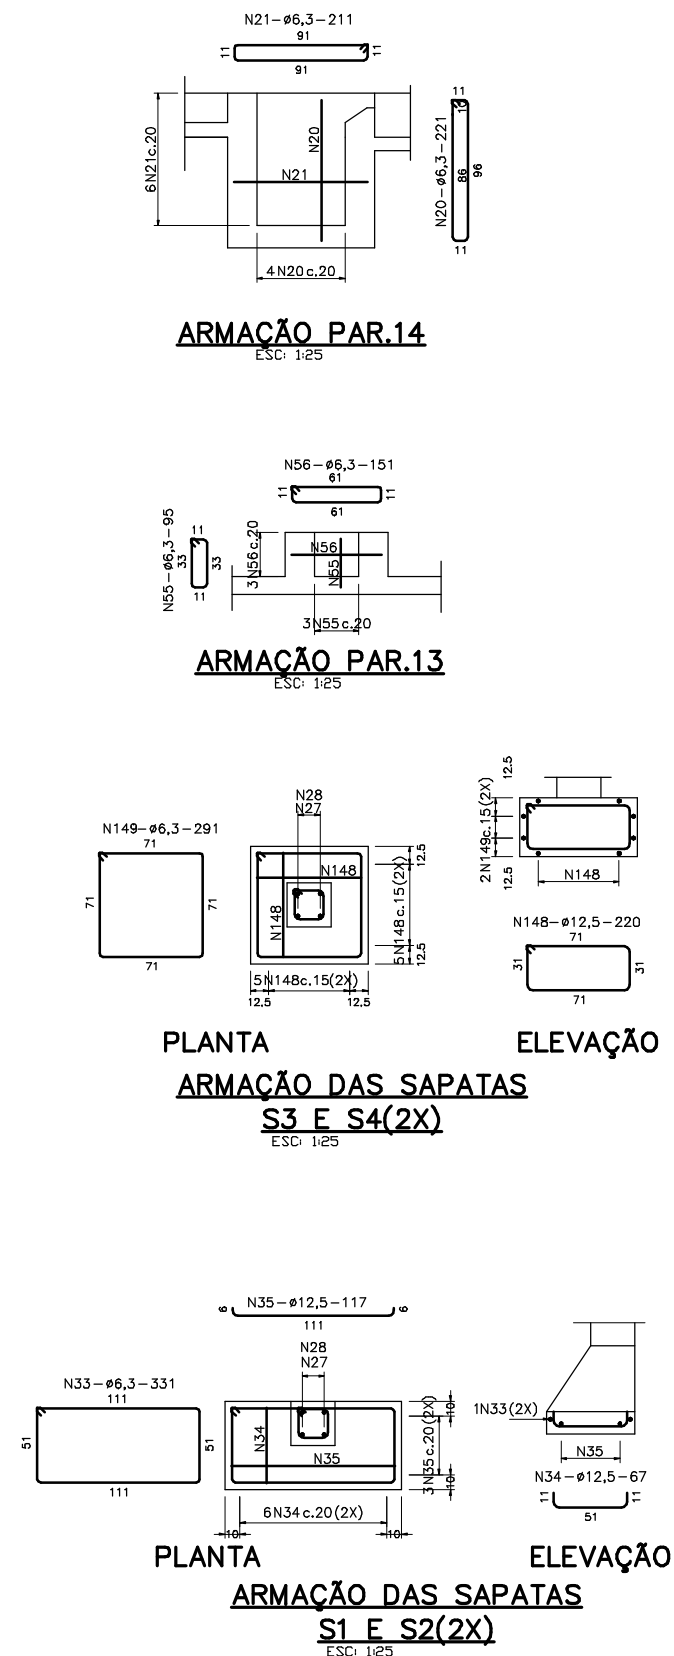 N21-ø6,3-211
91
11
11
91
6N21c.20
N20
N21
4N20c.20
11
10
N20-ø6,3-221
86
96
11
ARMAÇÃO PAR.14
ESC: 1:25
N56-ø6,3-151
61
11
11
61
N55-ø6,3-95
11
33
33
11
3N56c.20
N56
N55
3N55c.20
ARMAÇÃO PAR.13
ESC: 1:25
N149-ø6,3-291
71
71
71
71
N28
N27
N148
N148
12.5
5N148c.15(2X)
12.5
5N148c.15(2X)
12.5
12.5
12.5
2N149c.15(2X)
12.5
N148
N148-ø12,5-220
71
31
31
71
PLANTA
ELEVAÇÃO
ARMAÇÃO DAS SAPATAS
S3 E S4(2X)
ESC: 1:25
N35-ø12,5-117
6
6
111
N28
N27
N33-ø6,3-331
111
51
51
111
N34
N35
10
3N35c.20(2X)
10
6N34c.20(2X)
10
10
1N33(2X)
N35
N34-ø12,5-67
11
11
51
PLANTA
ELEVAÇÃO
ARMAÇÃO DAS SAPATAS
S1 E S2(2X)
ESC: 1:25